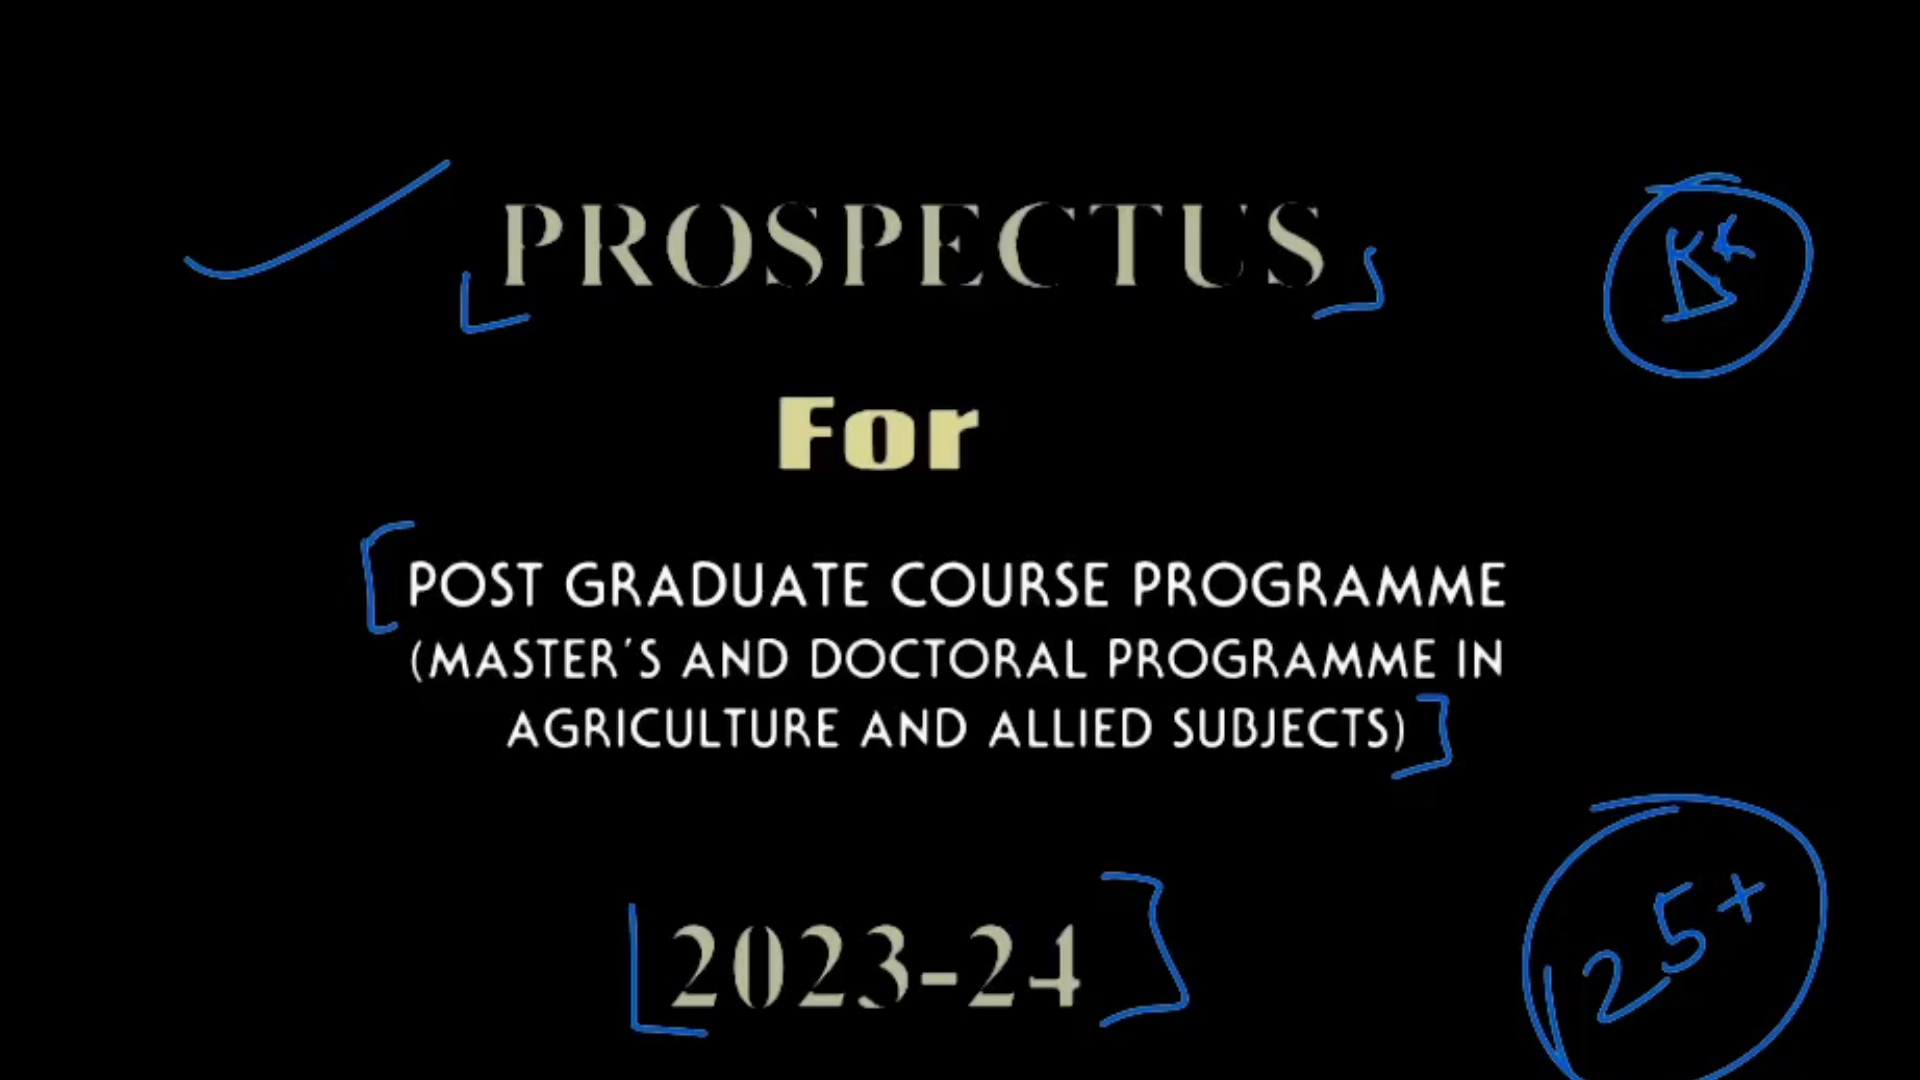 PROSPECTUS
For
POST GRADUATE COURSE PROGRAMME
(MASTER'S AND DOCTORAL PROGRAMME IN
AGRICULTURE AND ALLIED SUBJECTS)
2023-24
25+